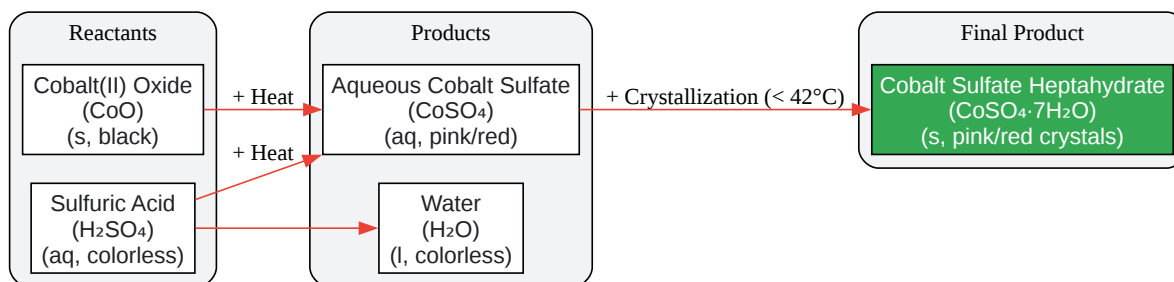 Reactants
Cobalt(II) Oxide
(CoO)
(s, black)
Sulfuric Acid
(H₂SO₄)
(aq, colorless)
+ Heat
+ Heat
Products
Aqueous Cobalt Sulfate
(CoSO₄)
(aq, pink/red)
Water
(H₂O)
(l, colorless)
+ Crystallization (< 42°C)
Final Product
Cobalt Sulfate Heptahydrate
(CoSO₄·7H₂O)
(s, pink/red crystals)